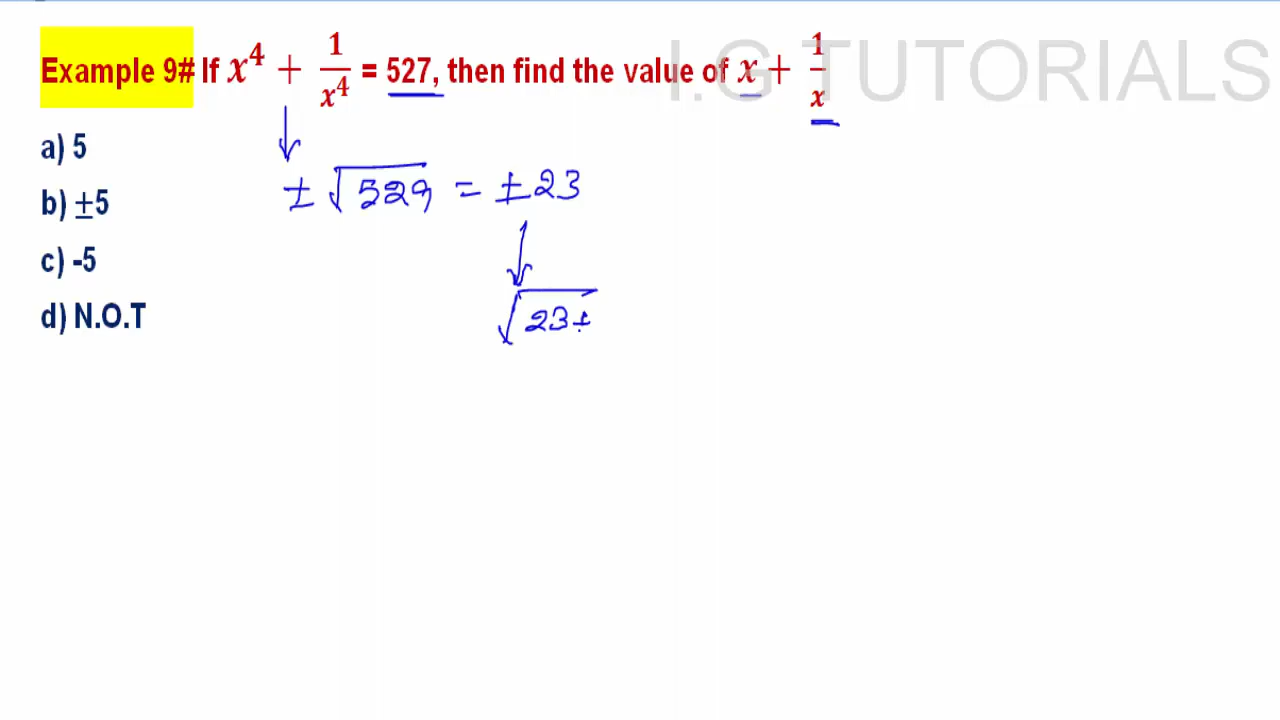 I.G TUTORIALS
Example 9# If x⁴ + 1/x⁴ = 527, then find the value of x + 1/x
a) 5
± √529 = ±23
b) ±5
c) -5
√23+
d) N.O.T